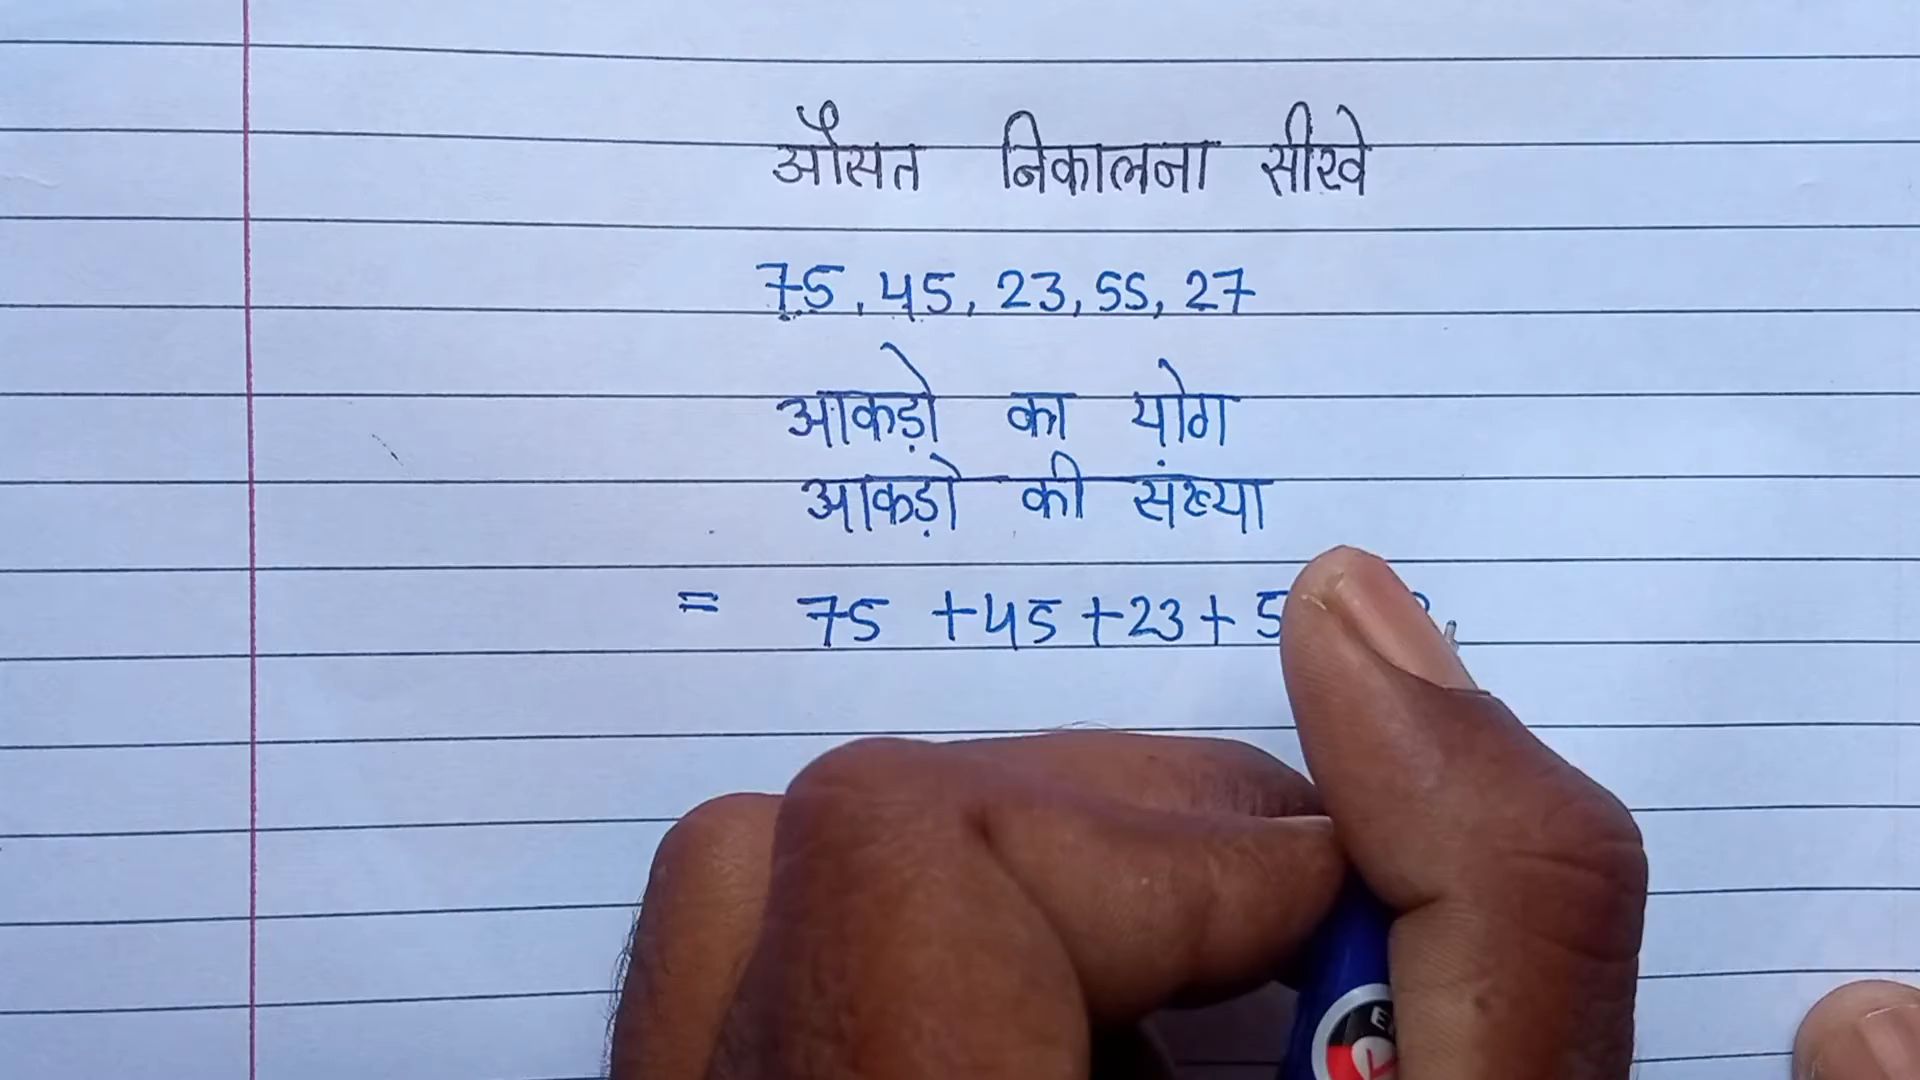 औसत निकालना सीखे
75, 45, 23, 55, 27
आकड़ो का योग
आकड़ो की संख्या
= 75 + 45 + 23 + 5